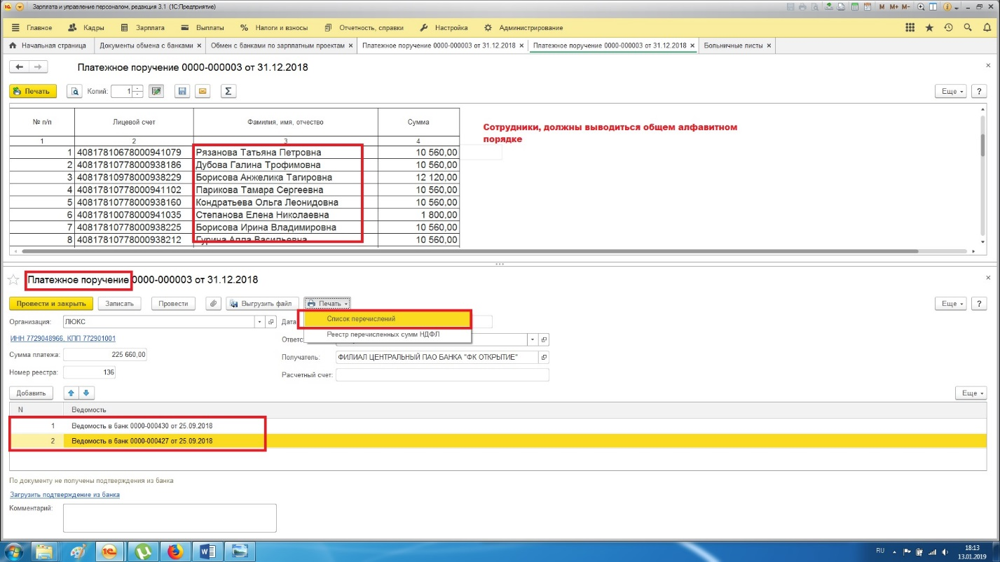 Зарплата и управление персоналом, редакция 3.1 (1С:Предприятие)
M M+ M-
Главное Кадры Зарплата Выплаты Налоги и взносы Отчетность, справки Настройка Администрирование
Начальная страница Документы обмена с банками × Обмен с банками по зарплатным проектам × Платежное поручение 0000-000003 от 31.12.2018 × Платежное поручение 0000-000003 от 31.12.2018 × Больничные листы ×
Платежное поручение 0000-000003 от 31.12.2018
Печать Копий: 1 Σ Еще ?
№ п/п Лицевой счет Фамилия, имя, отчество Сумма
1 2 3 4
1 40817810678000941079 Рязанова Татьяна Петровна 10 560,00
2 40817810778000938186 Дубова Галина Трофимовна 10 560,00
3 40817810978000938229 Борисова Анжелика Тагировна 12 120,00
4 40817810778000941102 Парикова Тамара Сергеевна 10 560,00
5 40817810778000938160 Кондратьева Ольга Леонидовна 10 560,00
6 40817810078000941035 Степанова Елена Николаевна 1 800,00
7 40817810778000938225 Борисова Ирина Владимировна 10 560,00
8 40817810778000938212 Гурина Алла Васильевна 10 560,00
Сотрудники, должны выводиться общем алфавитном
порядке
Платежное поручение 0000-000003 от 31.12.2018
Провести и закрыть Записать Провести Выгрузить файл Печать Еще ?
Организация: ЛЮКС Дата
Список перечислений
Реестр перечисленных сумм НДФЛ
ИНН 7729048966, КПП 772901001 Ответс
Сумма платежа: 225 660,00 Получатель: ФИЛИАЛ ЦЕНТРАЛЬНЫЙ ПАО БАНКА "ФК ОТКРЫТИЕ"
Номер реестра: 136 Расчетный счет:
Добавить Еще
N Ведомость
1 Ведомость в банк 0000-000430 от 25.09.2018
2 Ведомость в банк 0000-000427 от 25.09.2018
По документу не получены подтверждения из банка
Загрузить подтверждение из банка
Комментарий:
RU 18:13
13.01.2019